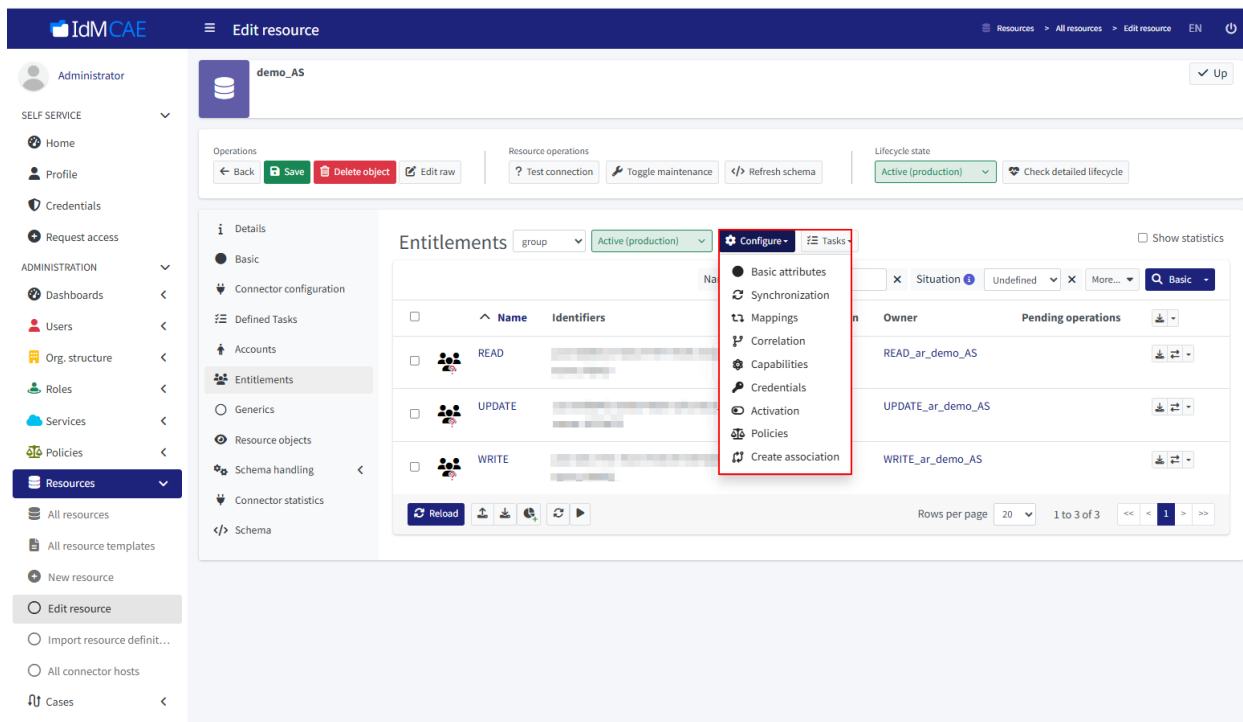 IdMCAE
Edit resource
Resources > All resources > Edit resource
EN
Administrator
SELF SERVICE
Home
Profile
Credentials
Request access
ADMINISTRATION
Dashboards
Users
Org. structure
Roles
Services
Policies
Resources
All resources
All resource templates
New resource
Edit resource
Import resource definit...
All connector hosts
Cases
demo_AS
Up
Operations
Back
Save
Delete object
Edit raw
Resource operations
Test connection
Toggle maintenance
Refresh schema
Lifecycle state
Active (production)
Check detailed lifecycle
Details
Basic
Connector configuration
Defined Tasks
Accounts
Entitlements
Generics
Resource objects
Schema handling
Connector statistics
Schema
Entitlements
group
Active (production)
Configure
Tasks
Show statistics
Basic attributes
Synchronization
Mappings
Correlation
Capabilities
Credentials
Activation
Policies
Create association
Situation
Undefined
More...
Basic
Name Identifiers Owner Pending operations
READ READ_ar_demo_AS
UPDATE UPDATE_ar_demo_AS
WRITE WRITE_ar_demo_AS
Reload
Rows per page 20 1 to 3 of 3 << < 1 > >>